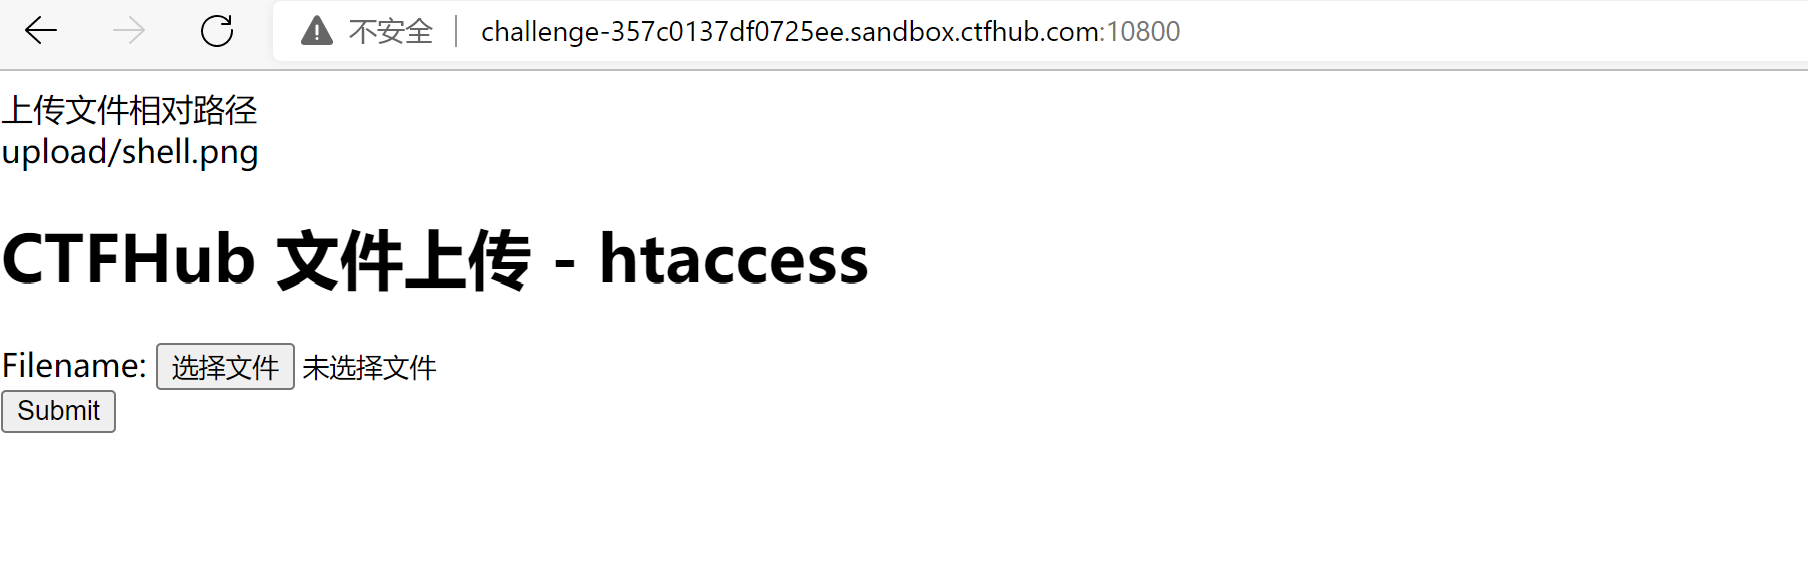 不安全 challenge-357c0137df0725ee.sandbox.ctfhub.com:10800
上传文件相对路径
upload/shell.png
CTFHub 文件上传 - htaccess
Filename: 选择文件 未选择文件
Submit